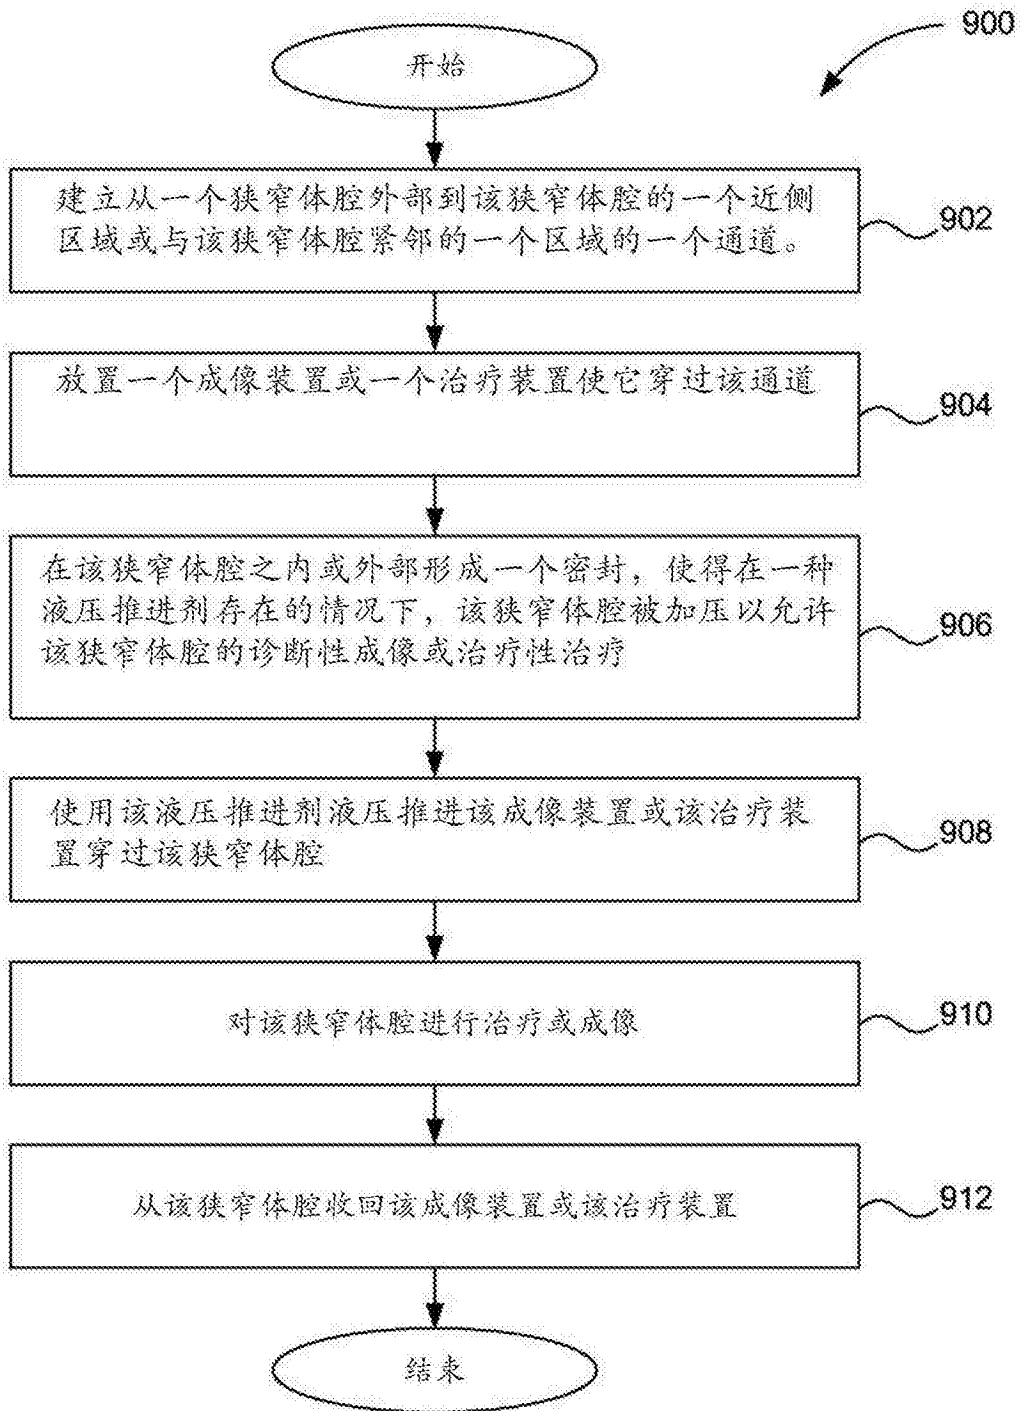 900
开始
建立从一个狭窄体腔外部到该狭窄体腔的一个近侧
区域或与该狭窄体腔紧邻的一个区域的一个通道。
902
放置一个成像装置或一个治疗装置使它穿过该通道
904
在该狭窄体腔之内或外部形成一个密封，使得在一种
液压推进剂存在的情况下，该狭窄体腔被加压以允许
该狭窄体腔的诊断性成像或治疗性治疗
906
使用该液压推进剂液压推进该成像装置或该治疗装
置穿过该狭窄体腔
908
对该狭窄体腔进行治疗或成像
910
从该狭窄体腔收回该成像装置或该治疗装置
912
结束